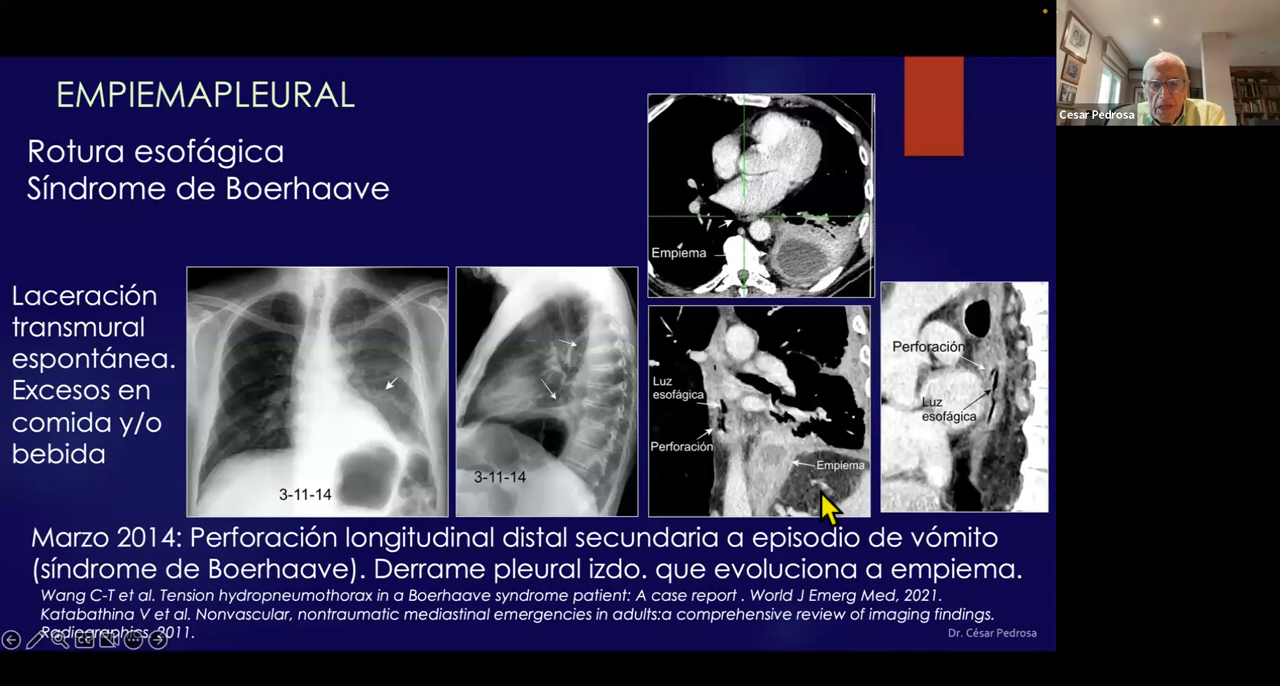 EMPIEMAPLEURAL
Rotura esofágica
Síndrome de Boerhaave
Laceración
transmural
espontánea.
Excesos en
comida y/o
bebida
3-11-14
3-11-14
Empiema
Luz
esofágica
Perforación
Empiema
Perforación
Luz
esofágica
Marzo 2014: Perforación longitudinal distal secundaria a episodio de vómito
(síndrome de Boerhaave). Derrame pleural izdo. que evoluciona a empiema.
Wang C-T et al. Tension hydropneumothorax in a Boerhaave syndrome patient: A case report . World J Emerg Med, 2021.
Katabathina V et al. Nonvascular, nontraumatic mediastinal emergencies in adults:a comprehensive review of imaging findings.
Radiographics, 2011.
Dr. César Pedrosa
Cesar Pedrosa